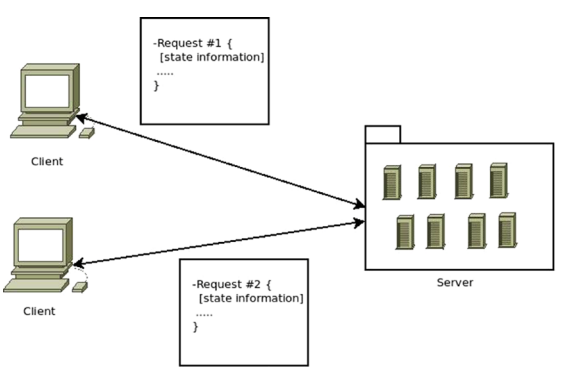 -Request #1 {
[state information]
.....
}
Client
Server
Client
-Request #2 {
[state information]
.....
}